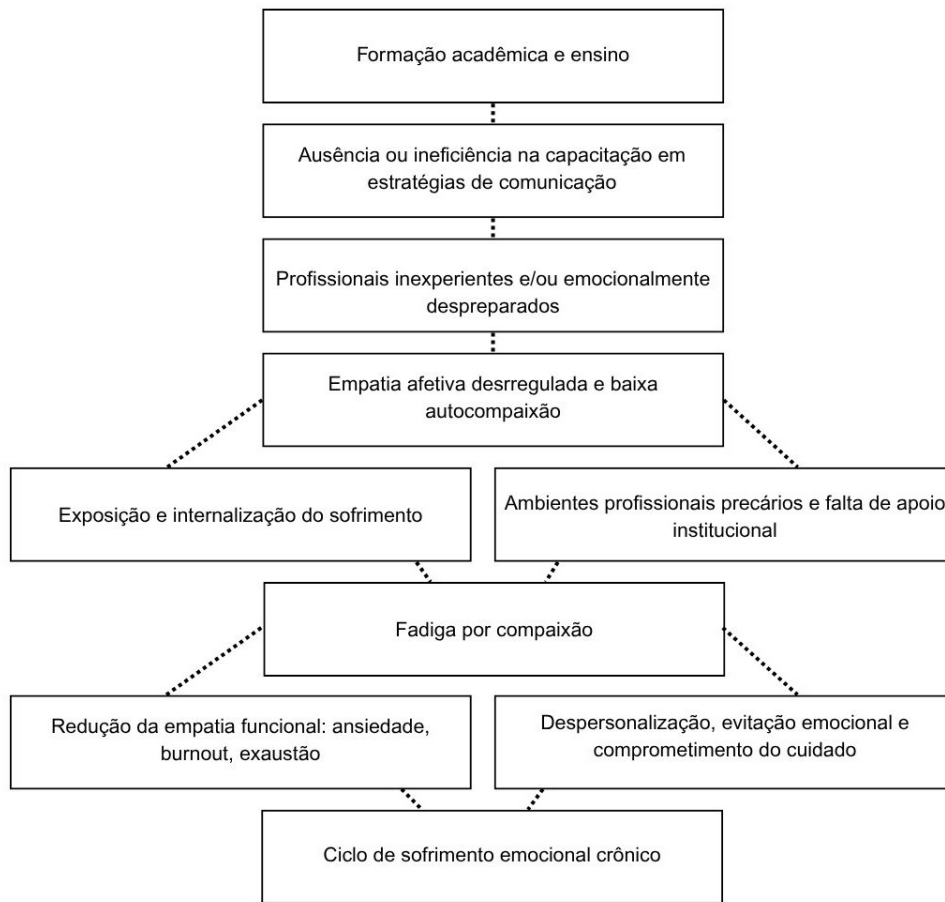 Formação acadêmica e ensino
Ausência ou ineficiência na capacitação em
estratégias de comunicação
Profissionais inexperientes e/ou emocionalmente
despreparados
Empatia afetiva desrregulada e baixa
autocompaixão
Exposição e internalização do sofrimento
Ambientes profissionais precários e falta de apoio
institucional
Fadiga por compaixão
Redução da empatia funcional: ansiedade,
burnout, exaustão
Despersonalização, evitação emocional e
comprometimento do cuidado
Ciclo de sofrimento emocional crônico